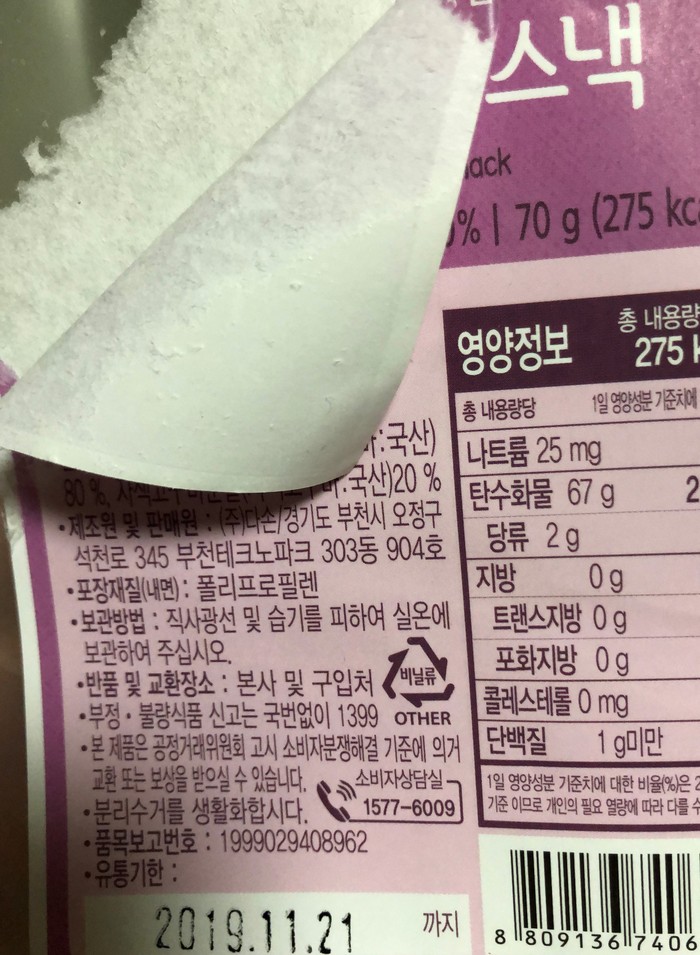 스낵
ack
% | 70 g (275 kc
영양정보
총 내용량
275 k
총 내용량당
1일 영양성분 기준치에
나트륨 25 mg
탄수화물 67 g 2
당류 2 g
지방 0 g
트랜스지방 0 g
포화지방 0 g
콜레스테롤 0 mg
단백질 1 g미만
1일 영양성분 기준치에 대한 비율(%)은 2
기준 이므로 개인의 필요 열량에 따라 다를 수
:국산)
80 %, 국산)20 %
•제조원 및 판매원 : (주)다손/경기도 부천시 오정구
석천로 345 부천테크노파크 303동 904호
•포장재질(내면) : 폴리프로필렌
•보관방법 : 직사광선 및 습기를 피하여 실온에
보관하여 주십시오.
•반품 및 교환장소 : 본사 및 구입처
•부정 · 불량식품 신고는 국번없이 1399
비닐류
OTHER
•본 제품은 공정거래위원회 고시 소비자분쟁해결 기준에 의거
교환 또는 보상을 받으실 수 있습니다.
소비자상담실
1577-6009
•분리수거를 생활화합시다.
•품목보고번호 : 1999029408962
•유통기한 :
2019.11.21 까지
8 809136 7406